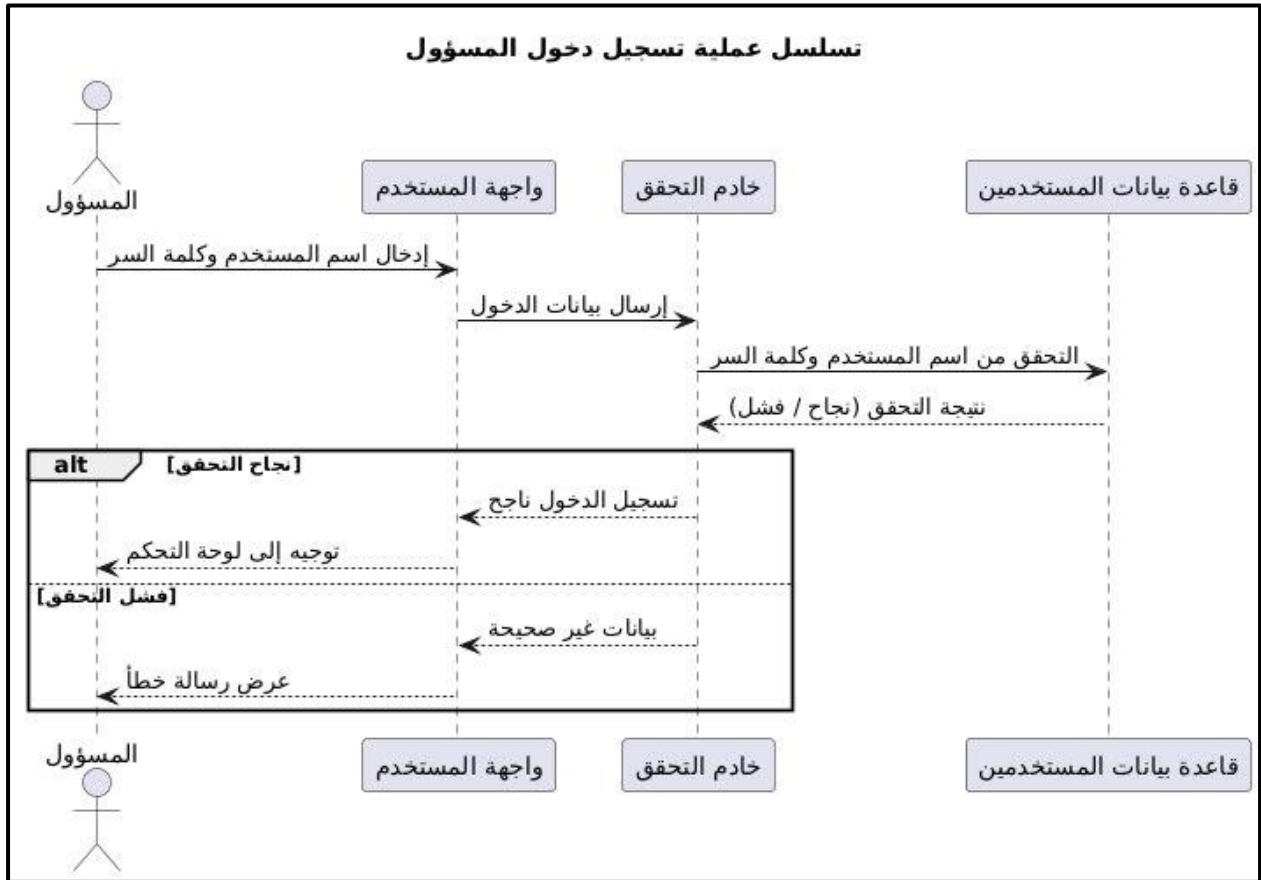 تسلسل عملية تسجيل دخول المسؤول
المسؤول
واجهة المستخدم
خادم التحقق
قاعدة بيانات المستخدمين
إدخال اسم المستخدم وكلمة السر
إرسال بيانات الدخول
التحقق من اسم المستخدم وكلمة السر
نتيجة التحقق (نجاح / فشل)
alt
[نجاح التحقق]
تسجيل الدخول ناجح
توجيه إلى لوحة التحكم
[فشل التحقق]
بيانات غير صحيحة
عرض رسالة خطأ
المسؤول
واجهة المستخدم
خادم التحقق
قاعدة بيانات المستخدمين